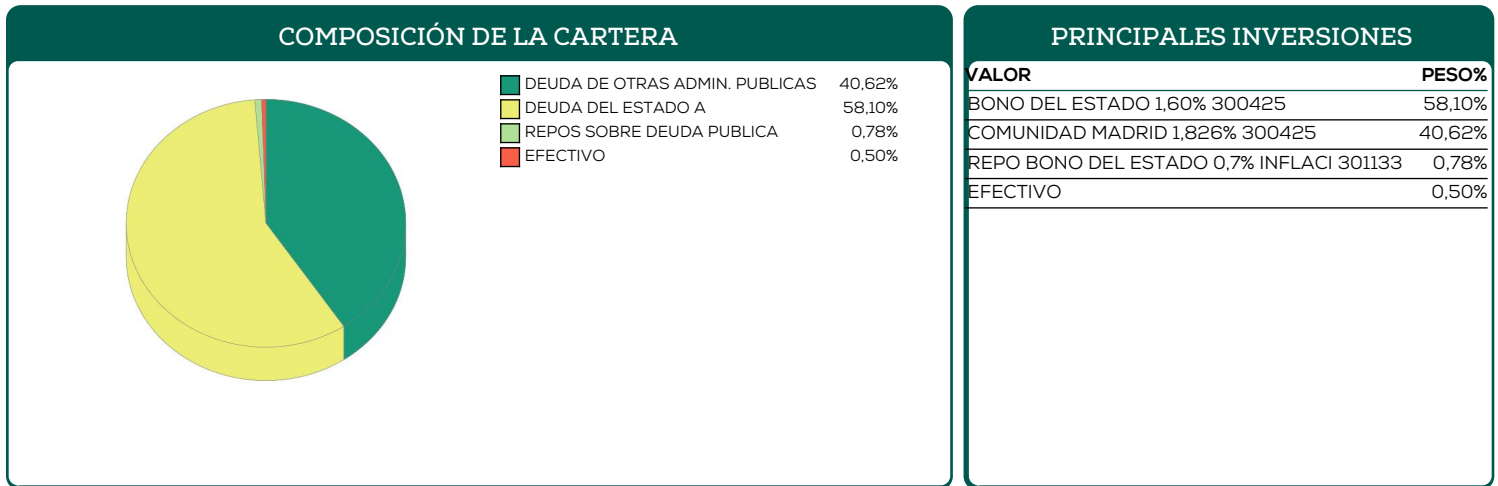 COMPOSICIÓN DE LA CARTERA
DEUDA DE OTRAS ADMIN. PUBLICAS 40,62%
DEUDA DEL ESTADO A 58,10%
REPOS SOBRE DEUDA PUBLICA 0,78%
EFECTIVO 0,50%
PRINCIPALES INVERSIONES
VALOR PESO%
BONO DEL ESTADO 1,60% 300425 58,10%
COMUNIDAD MADRID 1,826% 300425 40,62%
REPO BONO DEL ESTADO 0,7% INFLACI 301133 0,78%
EFECTIVO 0,50%